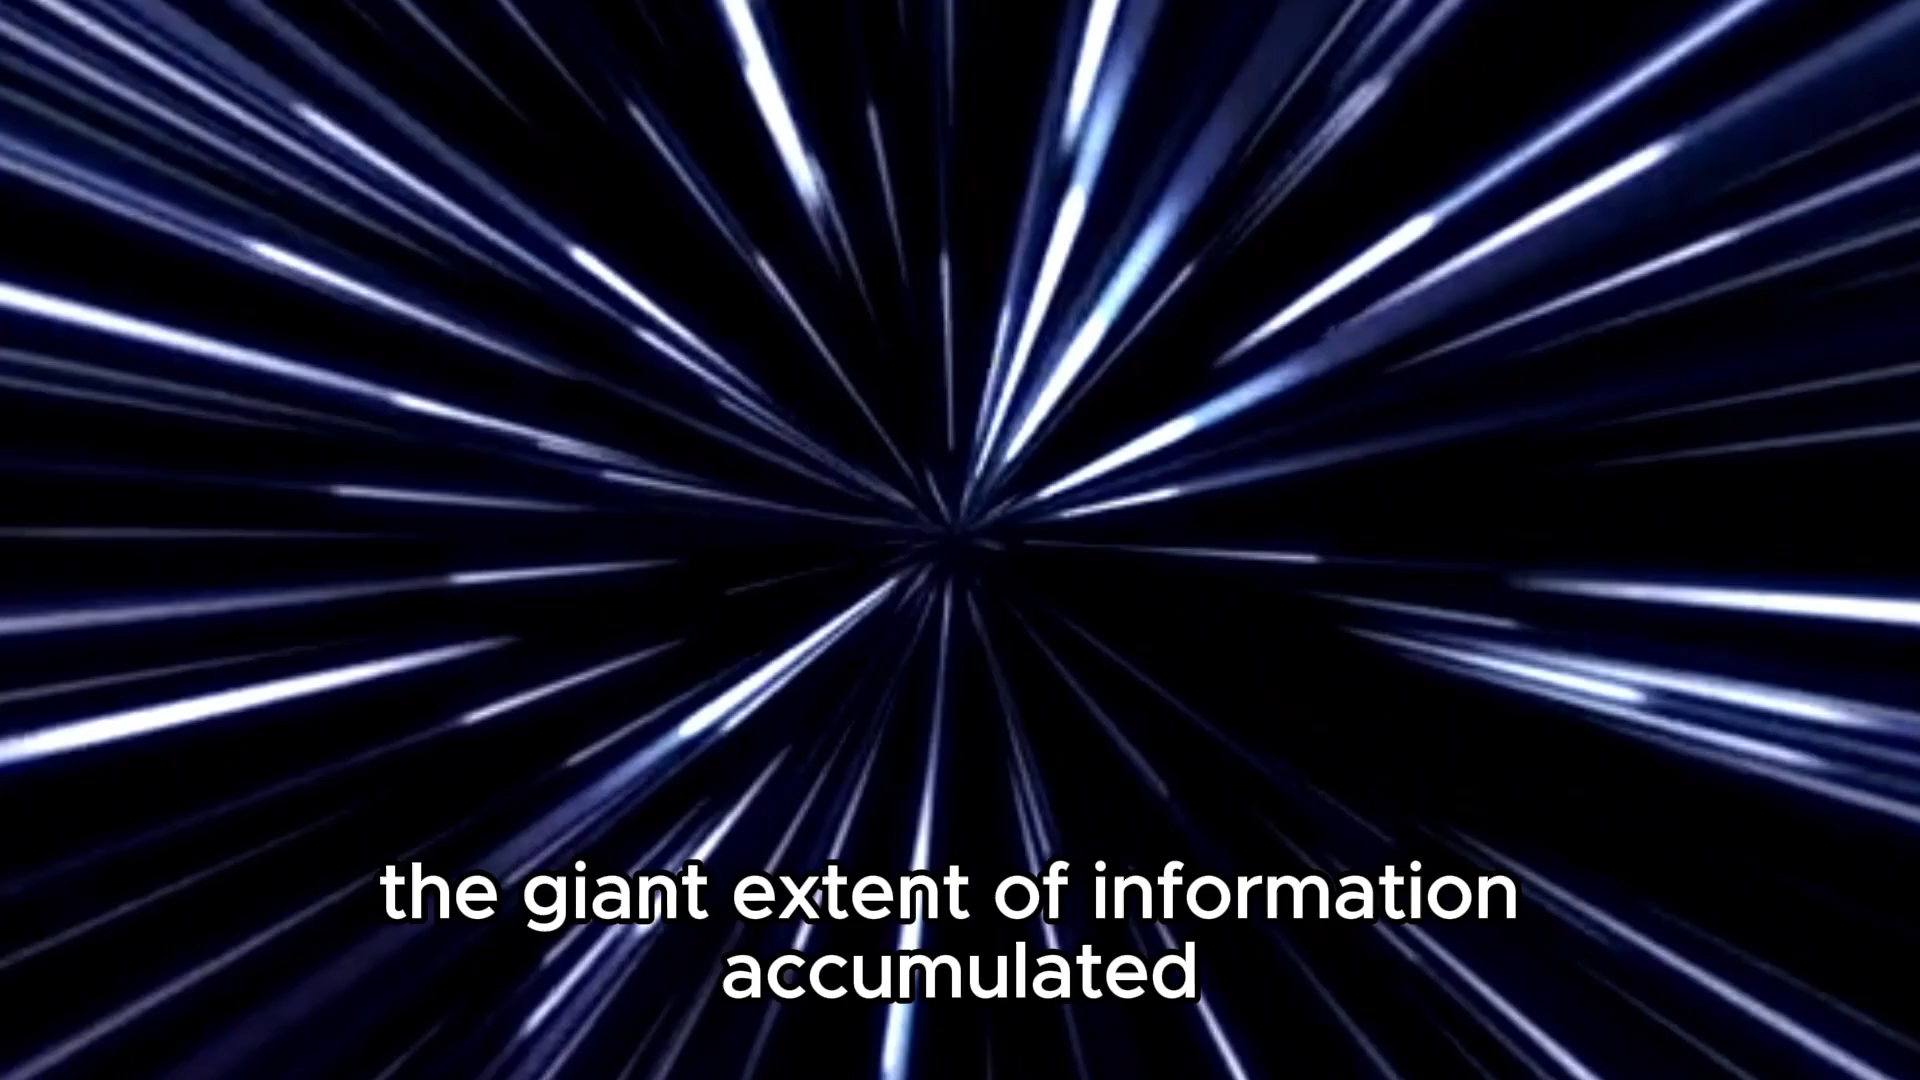 the giant extent of information
accumulated